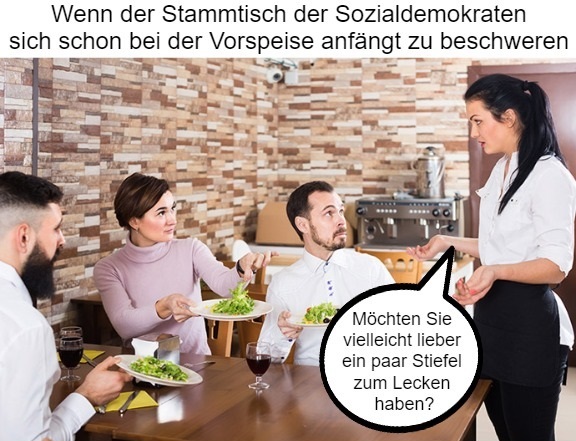 Wenn der Stammtisch der Sozialdemokraten
sich schon bei der Vorspeise anfängt zu beschweren
Möchten Sie
vielleicht lieber
ein paar Stiefel
zum Lecken
haben?